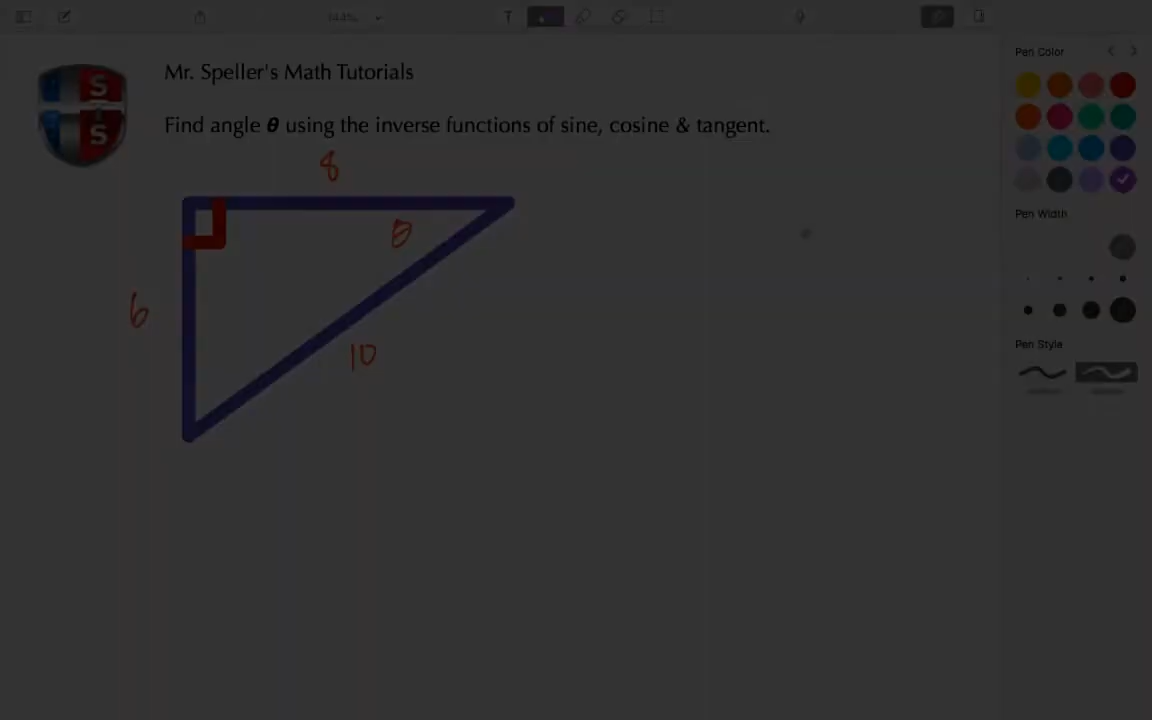 T
Pen Color
Mr. Speller's Math Tutorials
S
T
S
Find angle θ using the inverse functions of sine, cosine & tangent.
8
Pen Width
θ
6
10
Pen Style